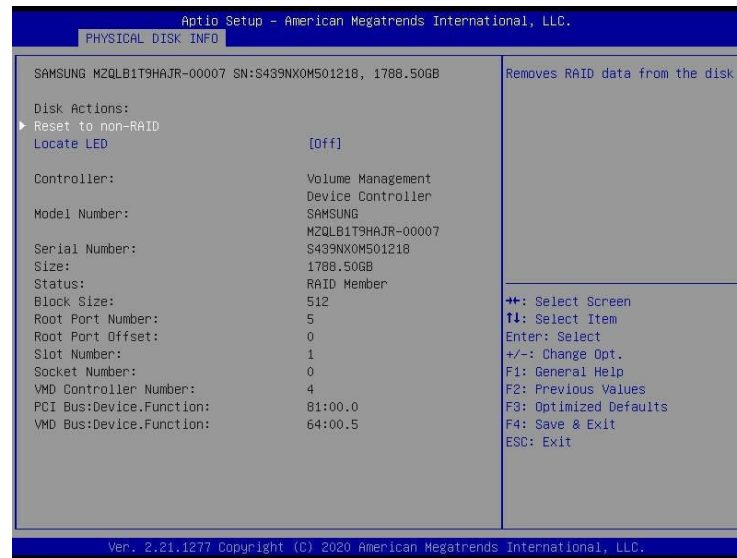 Aptio Setup – American Megatrends International, LLC.
PHYSICAL DISK INFO
SAMSUNG MZQLB1T9HAJR-00007 SN:S439NX0M501218, 1788.50GB
Removes RAID data from the disk
Disk Actions:
Reset to non-RAID
Locate LED [Off]
Controller: Volume Management
Device Controller
Model Number: SAMSUNG
MZQLB1T9HAJR-00007
Serial Number: S439NX0M501218
Size: 1788.50GB
Status: RAID Member
Block Size: 512
Root Port Number: 5
Root Port Offset: 0
Slot Number: 1
Socket Number: 0
VMD Controller Number: 4
PCI Bus:Device.Function: 81:00.0
VMD Bus:Device.Function: 64:00.5
→←: Select Screen
↑↓: Select Item
Enter: Select
+/-: Change Opt.
F1: General Help
F2: Previous Values
F3: Optimized Defaults
F4: Save & Exit
ESC: Exit
Ver. 2.21.1277 Copyright (C) 2020 American Megatrends International, LLC.